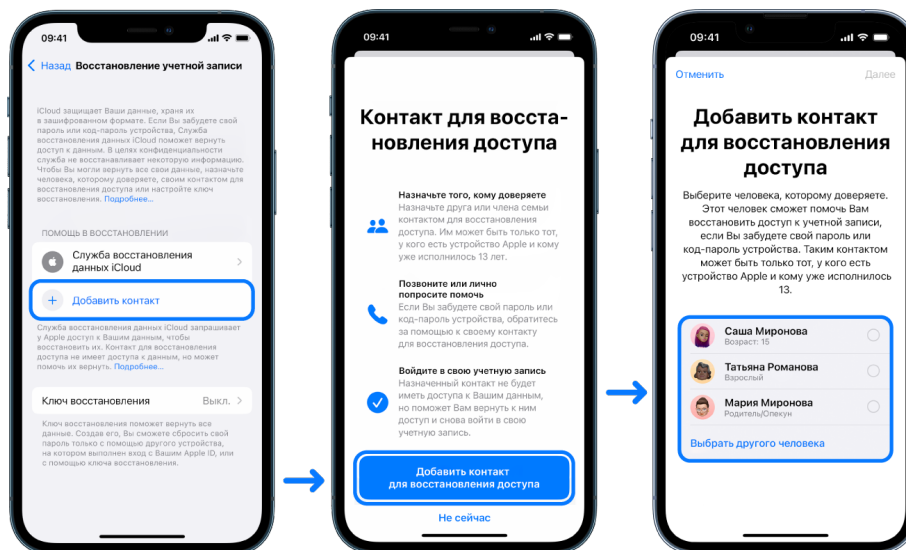 09:41
Назад Восстановление учетной записи
iCloud защищает Ваши данные, храня их
в зашифрованном формате. Если Вы забудете свой
пароль или код-пароль устройства, Служба
восстановления данных iCloud поможет вернуть
доступ к данным. В целях конфиденциальности
служба не восстанавливает некоторую информацию.
Чтобы Вы могли вернуть все свои данные, назначьте
человека, которому доверяете, своим контактом для
восстановления доступа или настройте ключ
восстановления. Подробнее...
ПОМОЩЬ В ВОССТАНОВЛЕНИИ
Служба восстановления
данных iCloud
Добавить контакт
Служба восстановления данных iCloud запрашивает
у Apple доступ к Вашим данным, чтобы
восстановить их. Контакт для восстановления
доступа не имеет доступа к данным, но может
помочь их вернуть. Подробнее...
Ключ восстановления Выкл.
Ключ восстановления поможет вернуть все
данные. Создав его, Вы сможете сбросить свой
пароль только с помощью другого устройства,
на котором выполнен вход с Вашим Apple ID, или
с помощью ключа восстановления.
09:41
Контакт для восста-
новления доступа
Назначьте того, кому доверяете
Назначьте друга или члена семьи
контактом для восстановления
доступа. Им может быть только тот,
у кого есть устройство Apple и кому
уже исполнилось 13 лет.
Позвоните или лично
попросите помочь
Если Вы забудете свой пароль или
код-пароль устройства, обратитесь
за помощью к своему контакту
для восстановления доступа.
Войдите в свою учетную запись
Назначенный контакт не будет
иметь доступа к Вашим данным,
но поможет Вам вернуть к ним
доступ и снова войти в свою
учетную запись.
Добавить контакт
для восстановления доступа
Не сейчас
09:41
Отменить Далее
Добавить контакт
для восстановления
доступа
Выберите человека, которому доверяете.
Этот человек сможет помочь Вам
восстановить доступ к учетной записи,
если Вы забудете свой пароль или
код-пароль устройства. Таким контактом
может быть только тот, у кого есть
устройство Apple и кому уже исполнилось
13.
Саша Миронова
Возраст: 15
Татьяна Романова
Взрослый
Мария Миронова
Родитель/Опекун
Выбрать другого человека